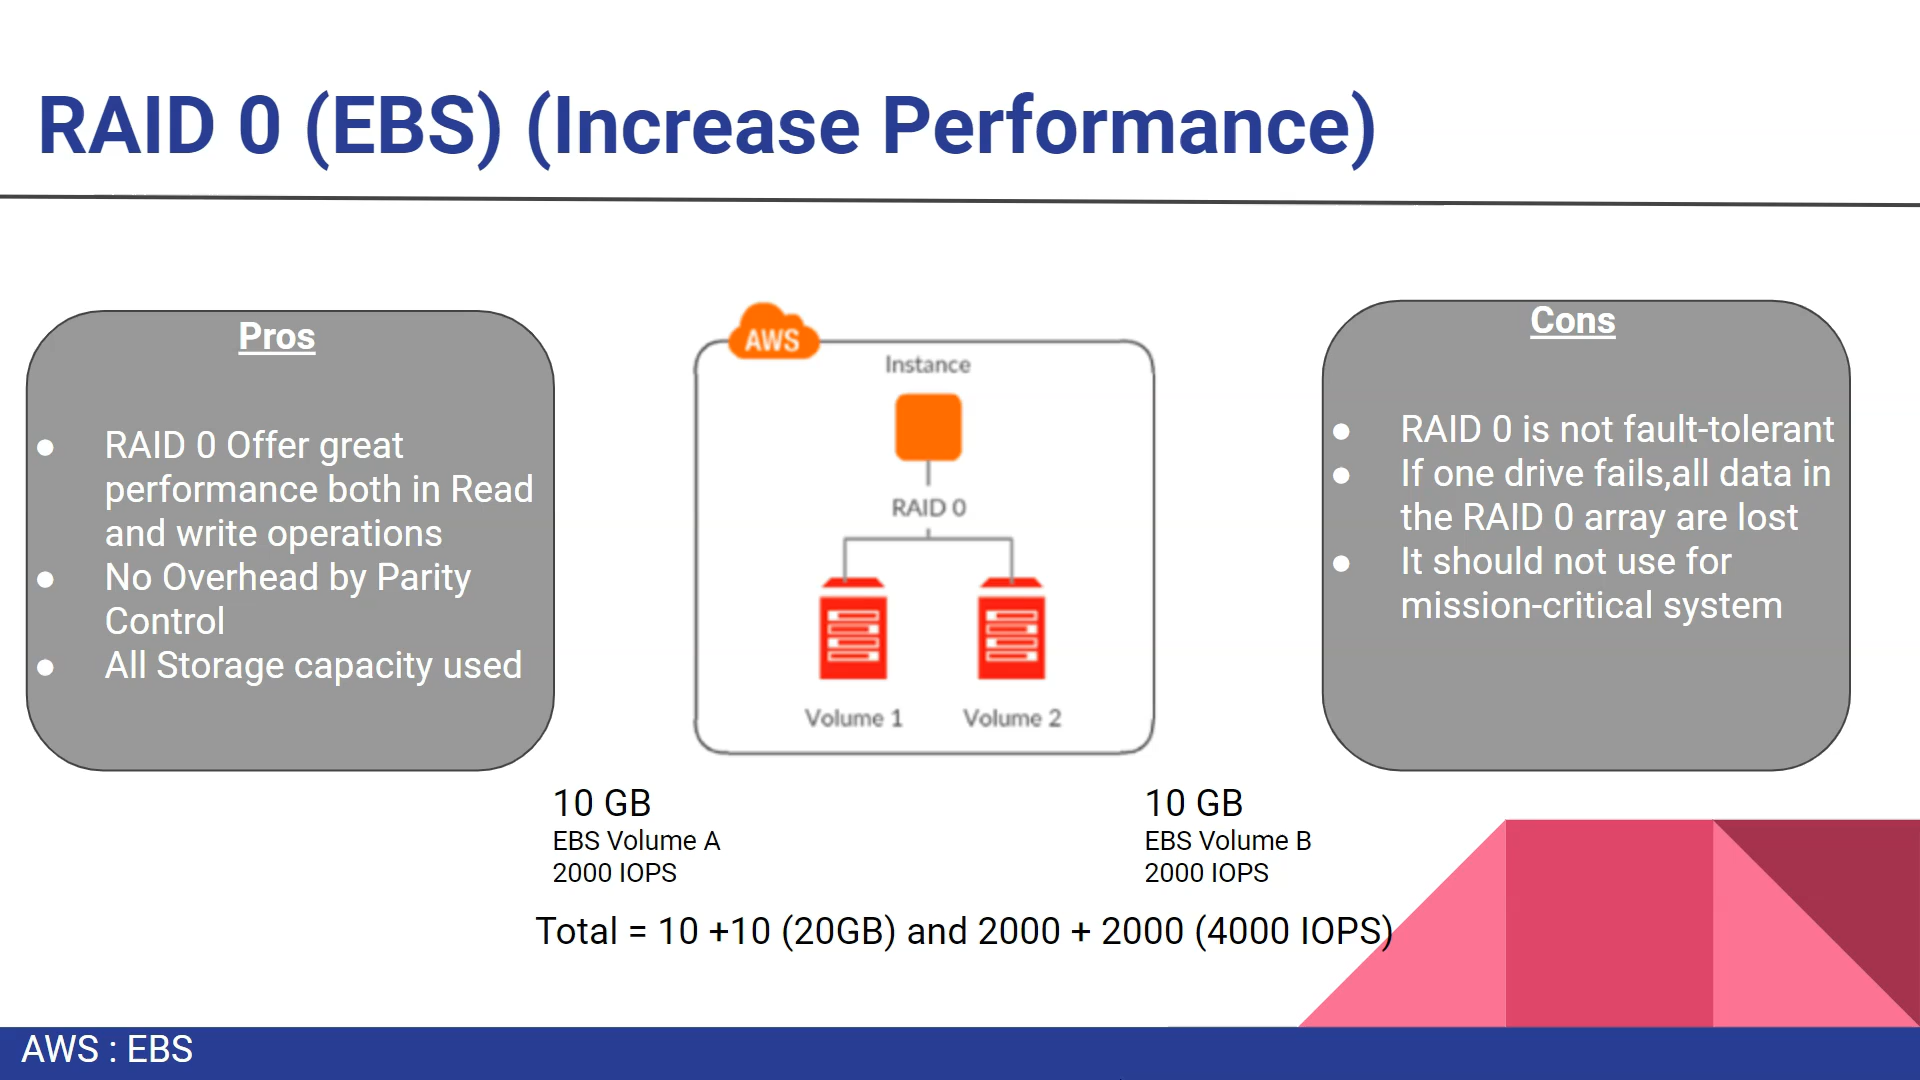 RAID 0 (EBS) (Increase Performance)
Pros
RAID 0 Offer great
performance both in Read
and write operations
No Overhead by Parity
Control
All Storage capacity used
AWS
Instance
RAID 0
Volume 1
Volume 2
Cons
RAID 0 is not fault-tolerant
If one drive fails,all data in
the RAID 0 array are lost
It should not use for
mission-critical system
10 GB
EBS Volume A
2000 IOPS
10 GB
EBS Volume B
2000 IOPS
Total = 10 +10 (20GB) and 2000 + 2000 (4000 IOPS)
AWS : EBS